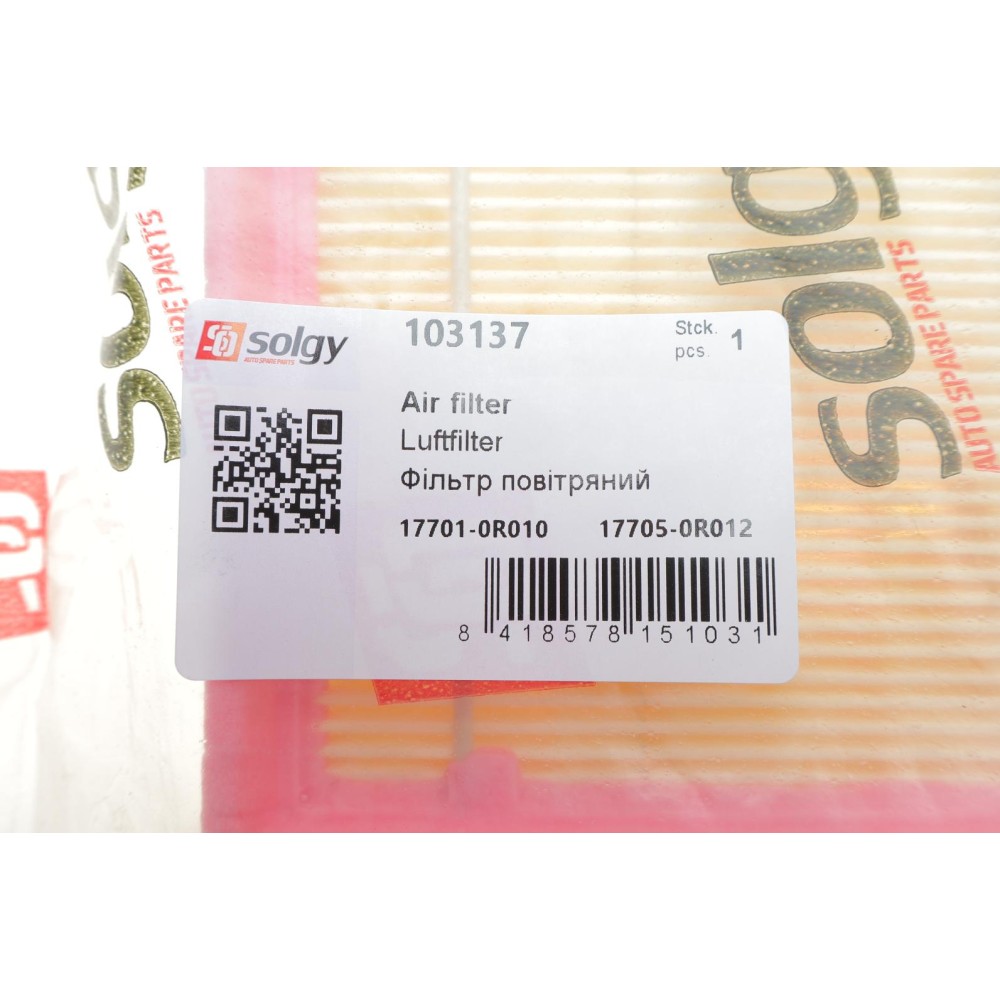 solgy
AUTO SPARE PARTS
103137
Stck.
pcs. 1
Air filter
Luftfilter
Фільтр повітряний
17701-0R010 17705-0R012
8 418578 151031
solg
AUTO SPARE PARTS
SPARE PARTS